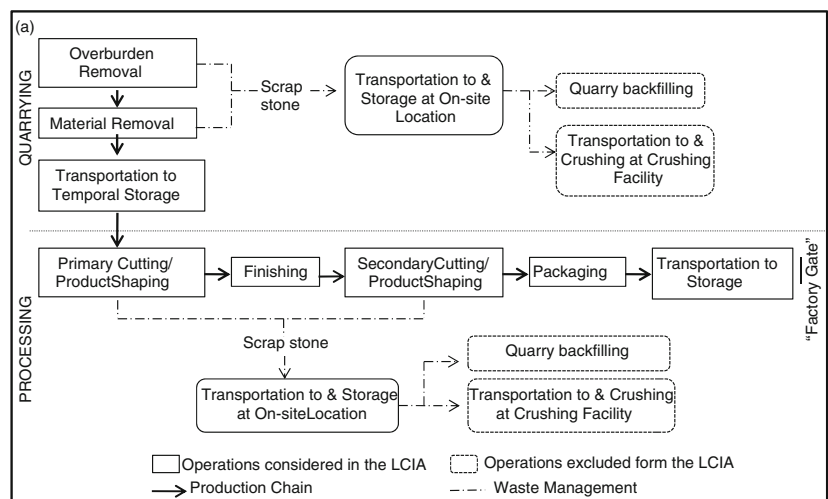 (a)
QUARRYING
Overburden
Removal
Material Removal
Transportation to
Temporal Storage
Scrap
stone
Transportation to &
Storage at On-site
Location
Quarry backfilling
Transportation to &
Crushing at Crushing
Facility
PROCESSING
Primary Cutting/
ProductShaping
Finishing
SecondaryCutting/
ProductShaping
Packaging
Transportation to
Storage
"Factory Gate"
Scrap stone
Transportation to & Storage
at On-siteLocation
Quarry backfilling
Transportation to & Crushing
at Crushing Facility
Operations considered in the LCIA
Operations excluded form the LCIA
Production Chain
Waste Management